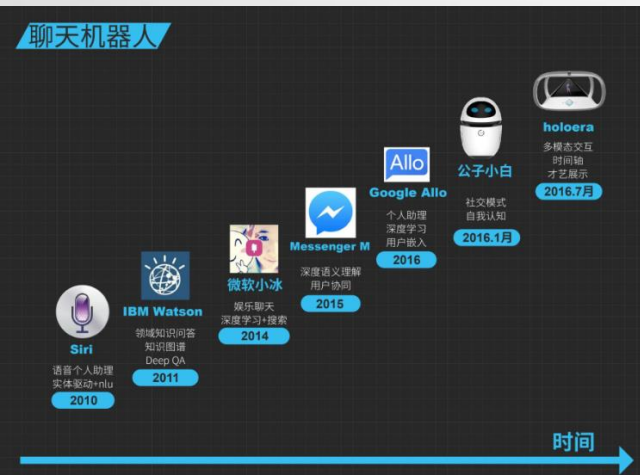 聊天机器人
Siri
语音个人助理
实体驱动+nlu
2010
IBM Watson
领域知识问答
知识图谱
Deep QA
2011
微软小冰
娱乐聊天
深度学习+搜索
2014
Messenger M
深度语义理解
用户协同
2015
Allo
Google Allo
个人助理
深度学习
用户嵌入
2016
公子小白
社交模式
自我认知
2016.1月
holoera
多模态交互
时间轴
才艺展示
2016.7月
时间